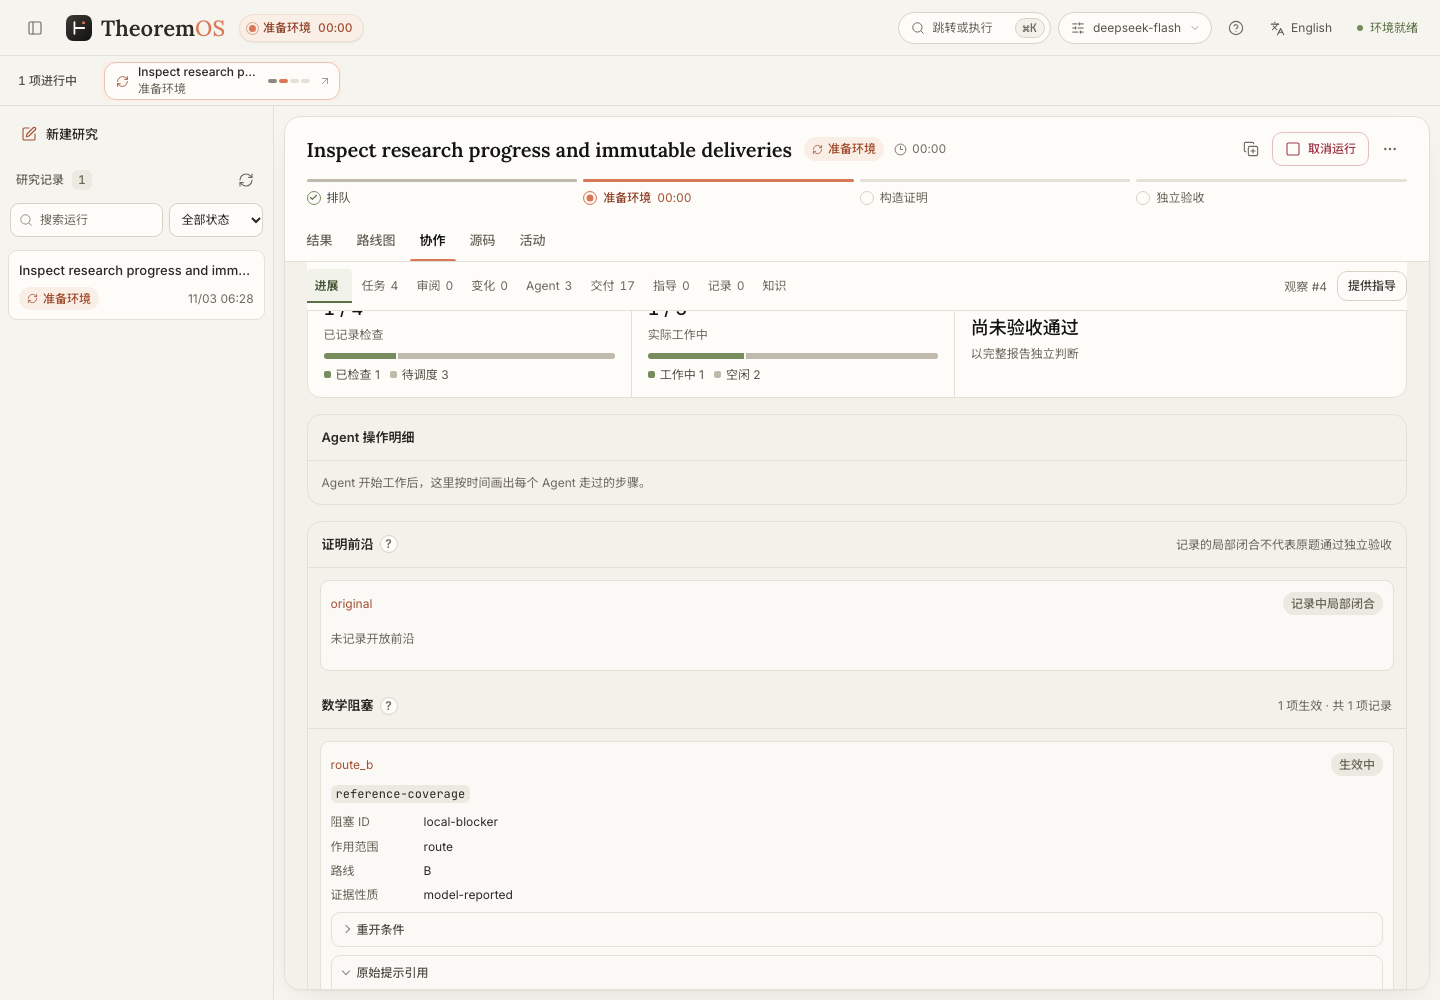 TheoremOS
准备环境 00:00
跳转或执行 ⌘K
deepseek-flash
English
环境就绪
1 项进行中
Inspect research p...
准备环境
新建研究
研究记录 1
搜索运行
全部状态
Inspect research progress and imm...
准备环境 11/03 06:28
Inspect research progress and immutable deliveries
准备环境 00:00
取消运行
排队
准备环境 00:00
构造证明
独立验收
结果 路线图 协作 源码 活动
进展 任务 4 审阅 0 变化 0 Agent 3 交付 17 指导 0 记录 0 知识
观察 #4 提供指导
已记录检查
已检查 1 待调度 3
实际工作中
工作中 1 空闲 2
尚未验收通过
以完整报告独立判断
Agent 操作明细
Agent 开始工作后，这里按时间画出每个 Agent 走过的步骤。
证明前沿 ?
记录的局部闭合不代表原题通过独立验收
original
记录中局部闭合
未记录开放前沿
数学阻塞 ?
1 项生效 · 共 1 项记录
route_b
生效中
reference-coverage
阻塞 ID local-blocker
作用范围 route
路线 B
证据性质 model-reported
重开条件
原始提示引用